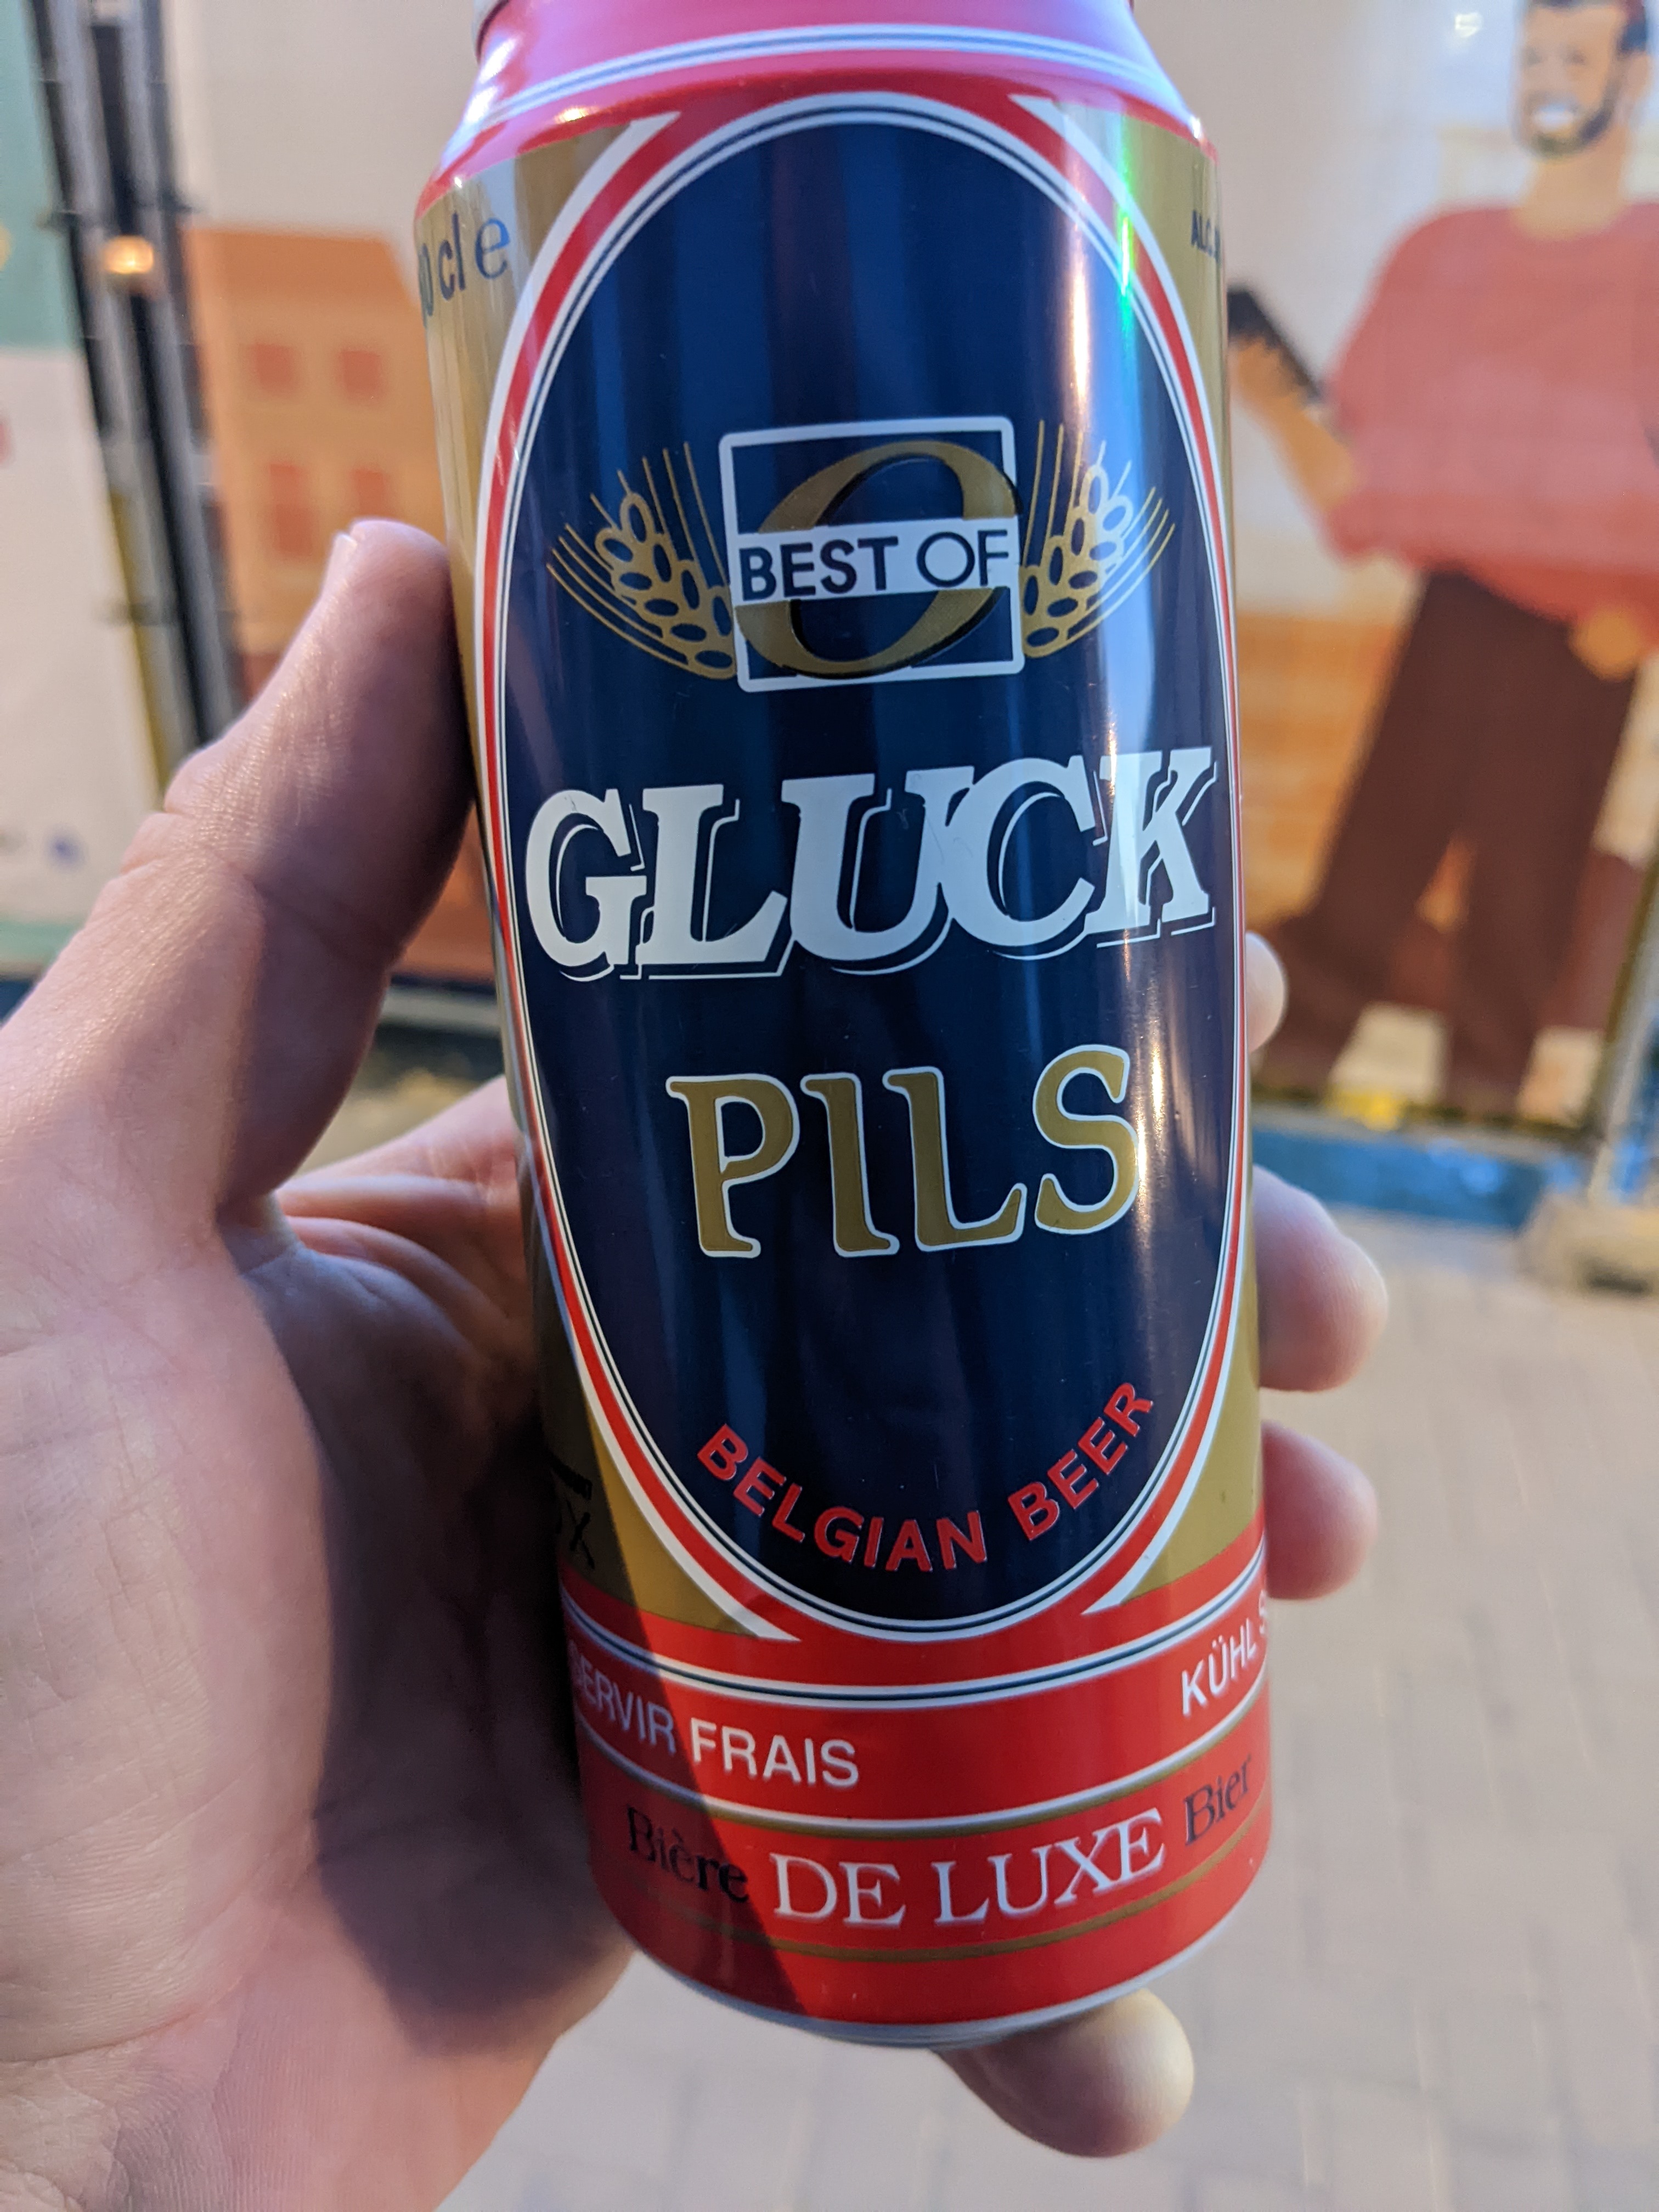 cl e
BEST OF
GLUCK
PILS
BELGIAN BEER
FRAIS
KÜHL
Bière DE LUXE Bier